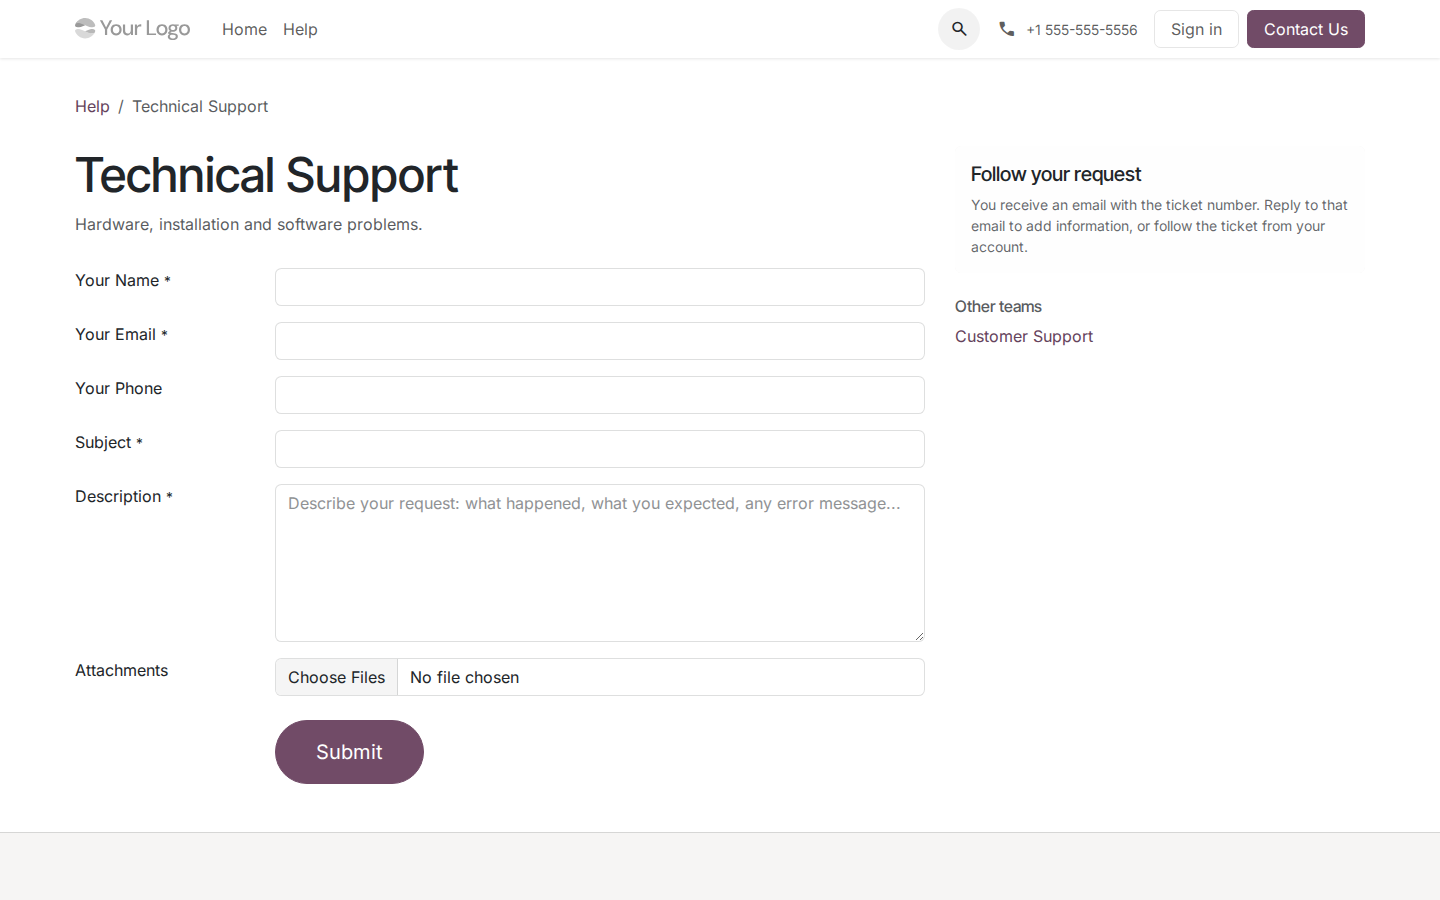 Your Logo Home Help +1 555-555-5556 Sign in Contact Us
Help / Technical Support
Technical Support
Hardware, installation and software problems.
Your Name *
Your Email *
Your Phone
Subject *
Description *
Describe your request: what happened, what you expected, any error message...
Attachments
Choose Files No file chosen
Submit
Follow your request
You receive an email with the ticket number. Reply to that
email to add information, or follow the ticket from your
account.
Other teams
Customer Support